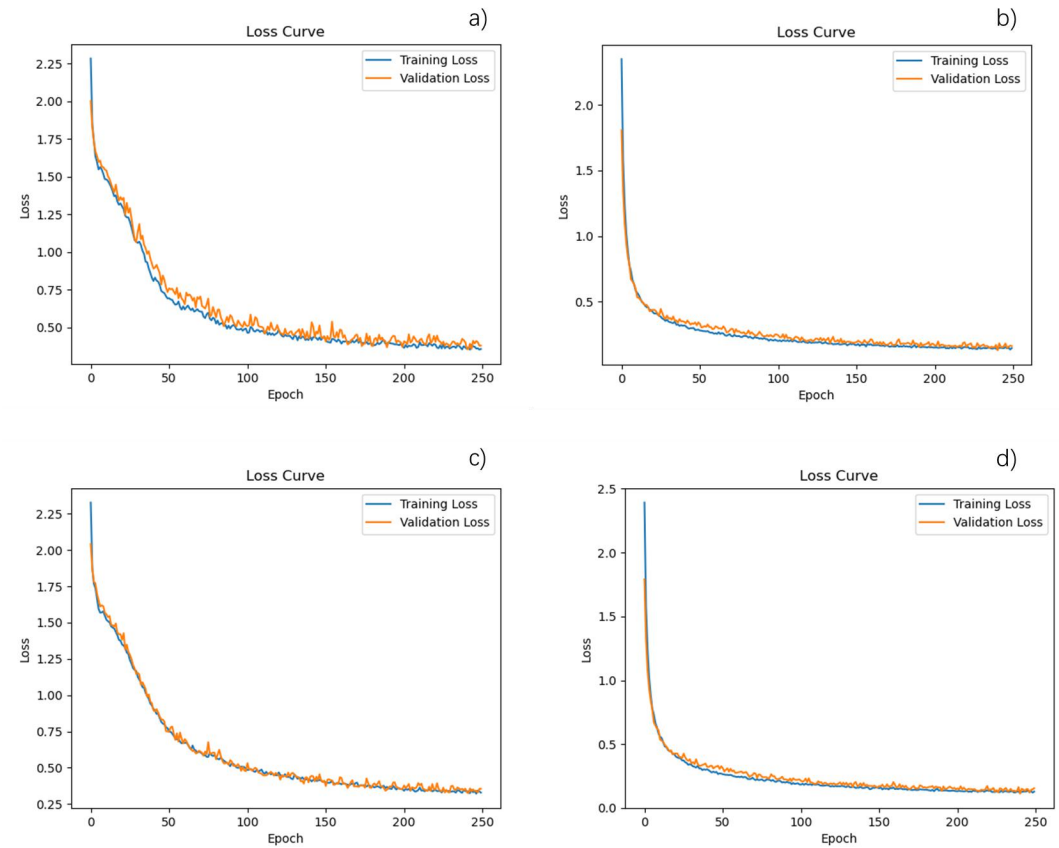 a)
Loss Curve
Training Loss
Validation Loss
2.25
2.00
1.75
1.50
1.25
1.00
0.75
0.50
Loss
0
50
100
150
200
250
Epoch
b)
Loss Curve
Training Loss
Validation Loss
2.0
1.5
1.0
0.5
Loss
0
50
100
150
200
250
Epoch
c)
Loss Curve
Training Loss
Validation Loss
2.25
2.00
1.75
1.50
1.25
1.00
0.75
0.50
0.25
Loss
0
50
100
150
200
250
Epoch
d)
Loss Curve
Training Loss
Validation Loss
2.5
2.0
1.5
1.0
0.5
0.0
Loss
0
50
100
150
200
250
Epoch